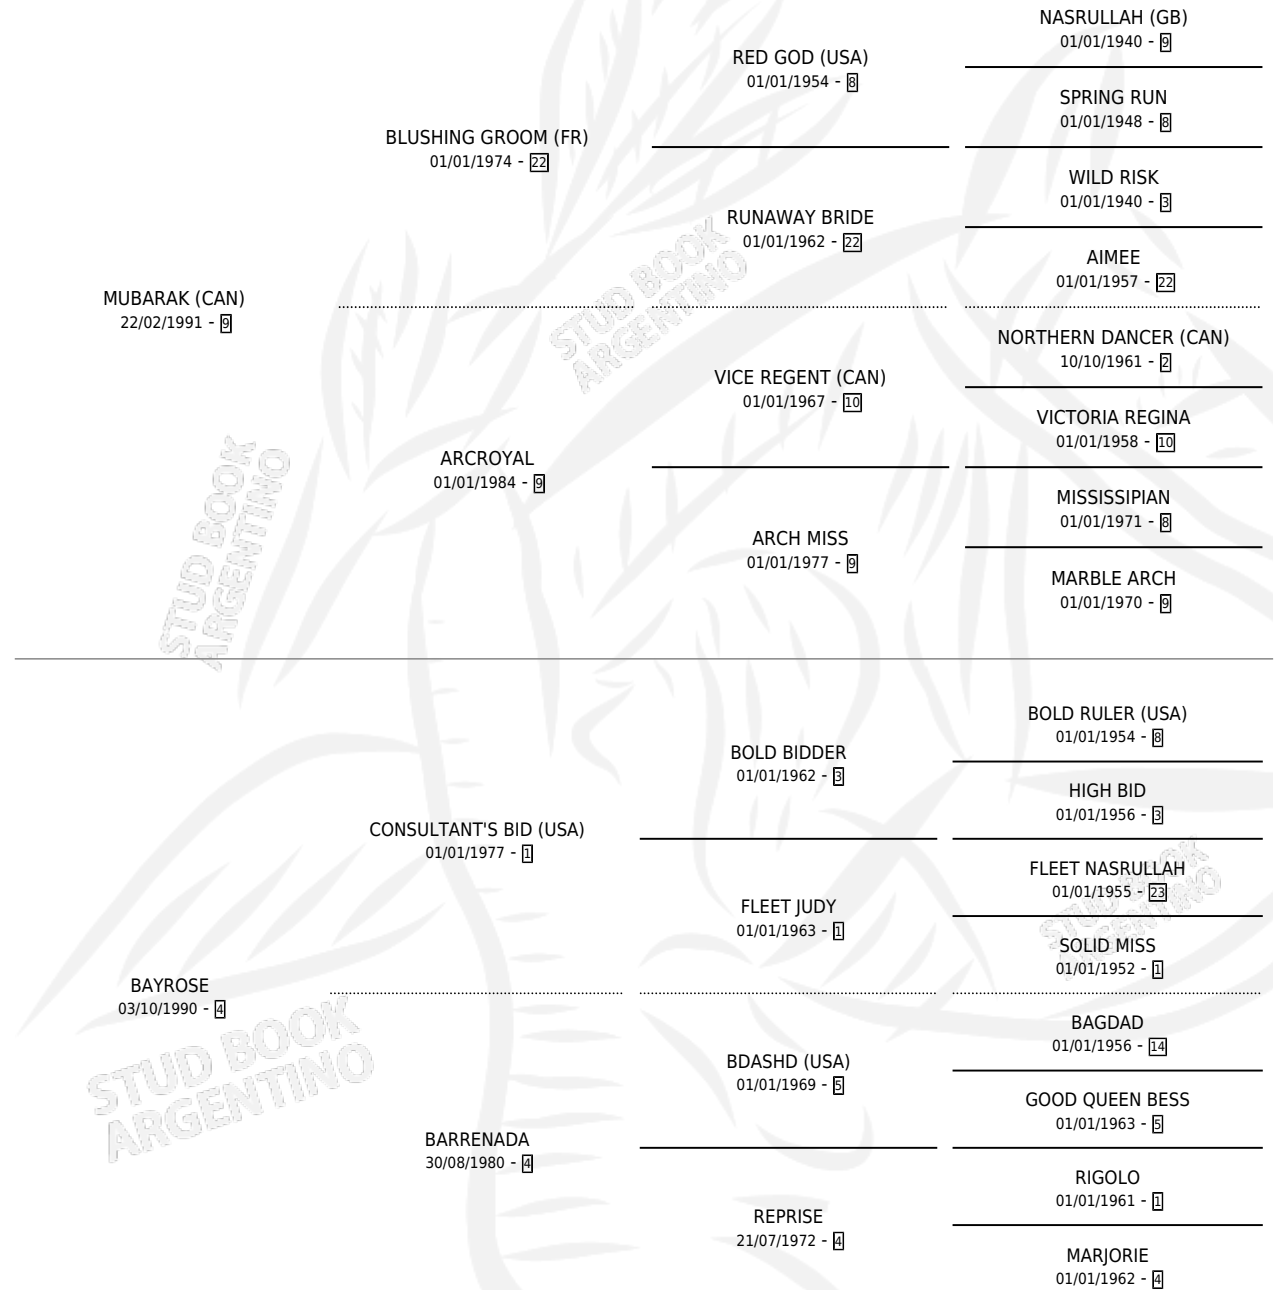 NASRULLAH (GB)
01/01/1940 - 9
RED GOD (USA)
01/01/1954 - 8
SPRING RUN
01/01/1948 - 8
BLUSHING GROOM (FR)
01/01/1974 - 22
WILD RISK
01/01/1940 - 3
RUNAWAY BRIDE
01/01/1962 - 22
AIMEE
01/01/1957 - 22
MUBARAK (CAN)
22/02/1991 - 9
STUD BOOK
ARGENTINO
NORTHERN DANCER (CAN)
10/10/1961 - 2
VICE REGENT (CAN)
01/01/1967 - 10
VICTORIA REGINA
01/01/1958 - 10
ARCROYAL
01/01/1984 - 9
MISSISSIPIAN
01/01/1971 - 8
ARCH MISS
01/01/1977 - 9
MARBLE ARCH
01/01/1970 - 9
STUD BOOK
ARGENTINO
BOLD RULER (USA)
01/01/1954 - 8
BOLD BIDDER
01/01/1962 - 3
HIGH BID
01/01/1956 - 3
CONSULTANT'S BID (USA)
01/01/1977 - 1
FLEET NASRULLAH
01/01/1955 - 23
FLEET JUDY
01/01/1963 - 1
SOLID MISS
01/01/1952 - 1
STUD BOOK
ARGENTINO
BAYROSE
03/10/1990 - 4
BAGDAD
01/01/1956 - 14
BDASHD (USA)
01/01/1969 - 5
GOOD QUEEN BESS
01/01/1963 - 5
STUD BOOK
ARGENTINO
BARRENADA
30/08/1980 - 4
RIGOLO
01/01/1961 - 1
REPRISE
21/07/1972 - 4
MARJORIE
01/01/1962 - 4